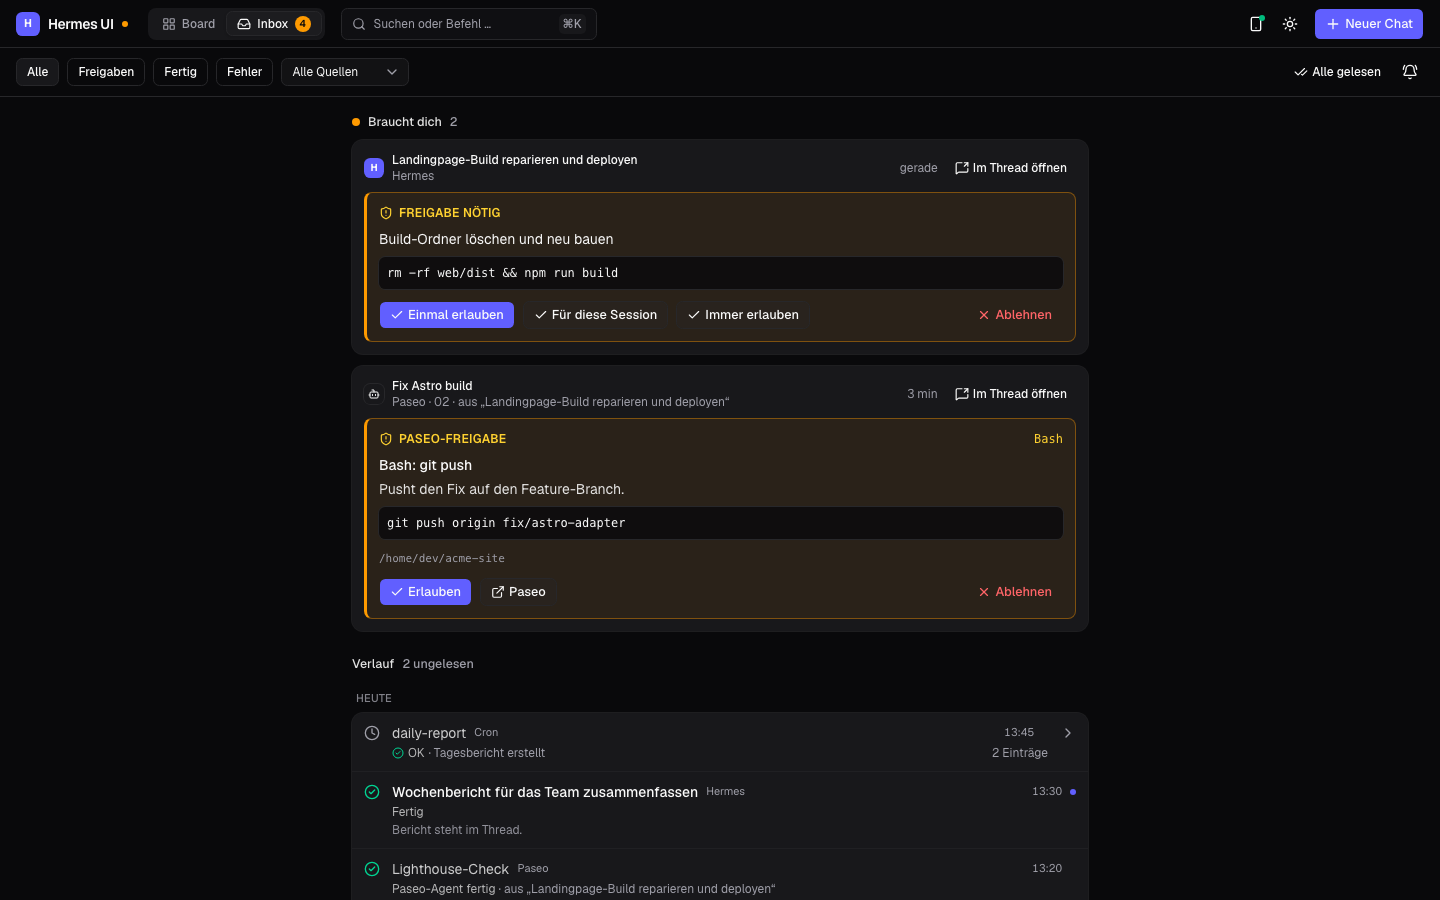 H Hermes UI Board Inbox 4 Suchen oder Befehl … ⌘K Neuer Chat
Alle Freigaben Fertig Fehler Alle Quellen Alle gelesen
Braucht dich 2
H Landingpage-Build reparieren und deployen
Hermes
gerade Im Thread öffnen
FREIGABE NÖTIG
Build-Ordner löschen und neu bauen
rm -rf web/dist && npm run build
Einmal erlauben Für diese Session Immer erlauben Ablehnen
Fix Astro build
Paseo · 02 · aus „Landingpage-Build reparieren und deployen“
3 min Im Thread öffnen
PASEO-FREIGABE Bash
Bash: git push
Pusht den Fix auf den Feature-Branch.
git push origin fix/astro-adapter
/home/dev/acme-site
Erlauben Paseo Ablehnen
Verlauf 2 ungelesen
HEUTE
daily-report Cron 13:45
OK · Tagesbericht erstellt 2 Einträge
Wochenbericht für das Team zusammenfassen Hermes 13:30
Fertig
Bericht steht im Thread.
Lighthouse-Check Paseo 13:20
Paseo-Agent fertig · aus „Landingpage-Build reparieren und deployen“